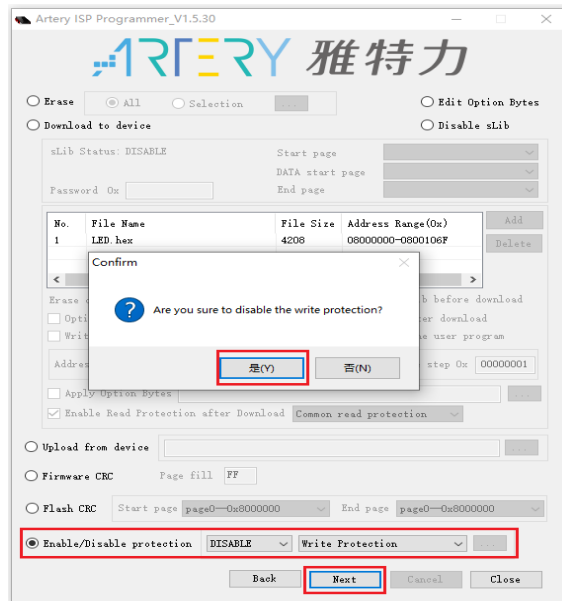 Artery ISP Programmer_V1.5.30
ARTERY 雅特力
Erase All Selection ... Edit Option Bytes
Download to device Disable sLib
sLib Status: DISABLE Start page
DATA start page
Password 0x End page
No. File Name File Size Address Range(0x) Add
1 LED.hex 4208 08000000-0800106F Delete
Confirm
Are you sure to disable the write protection?
是(Y) 否(N)
Erase b before download
Opti er download
Writ e user program
Addres step 0x 00000001
Apply Option Bytes ...
Enable Read Protection after Download Common read protection
Upload from device ...
Firmware CRC Page fill FF
Flash CRC Start page page0--0x8000000 End page page0--0x8000000
Enable/Disable protection DISABLE Write Protection ...
Back Next Cancel Close